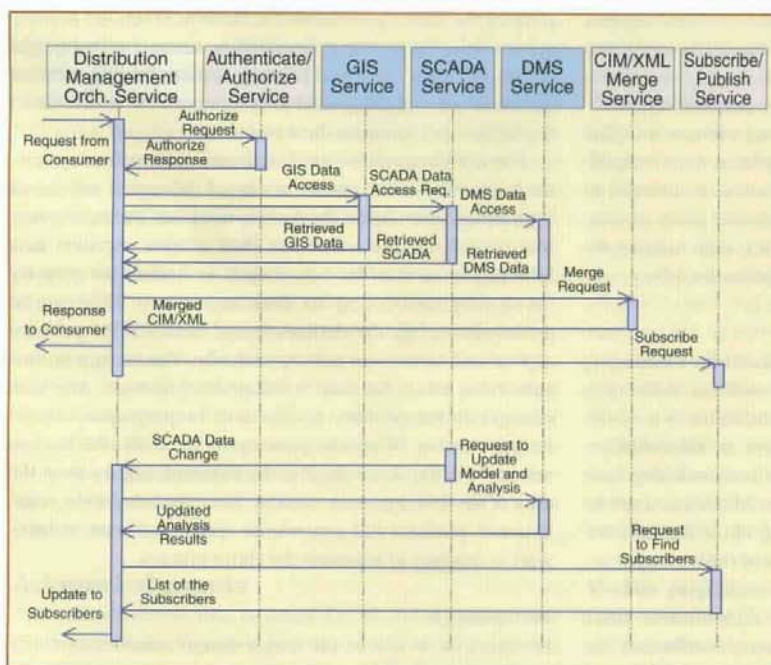 Distribution
Management
Orch. Service
Authenticate/
Authorize
Service
GIS
Service
SCADA
Service
DMS
Service
CIM/XML
Merge
Service
Subscribe/
Publish
Service
Request from
Consumer
Authorize
Request
Authorize
Response
GIS Data
Access
SCADA Data
Access Req.
DMS Data
Access
Retrieved
GIS Data
Retrieved
SCADA
Retrieved
DMS Data
Merge
Request
Merged
CIM/XML
Response
to Consumer
Subscribe
Request
SCADA Data
Change
Request to
Update
Model and
Analysis
Updated
Analysis
Results
Request
to Find
Subscribers
List of the
Subscribers
Update to
Subscribers